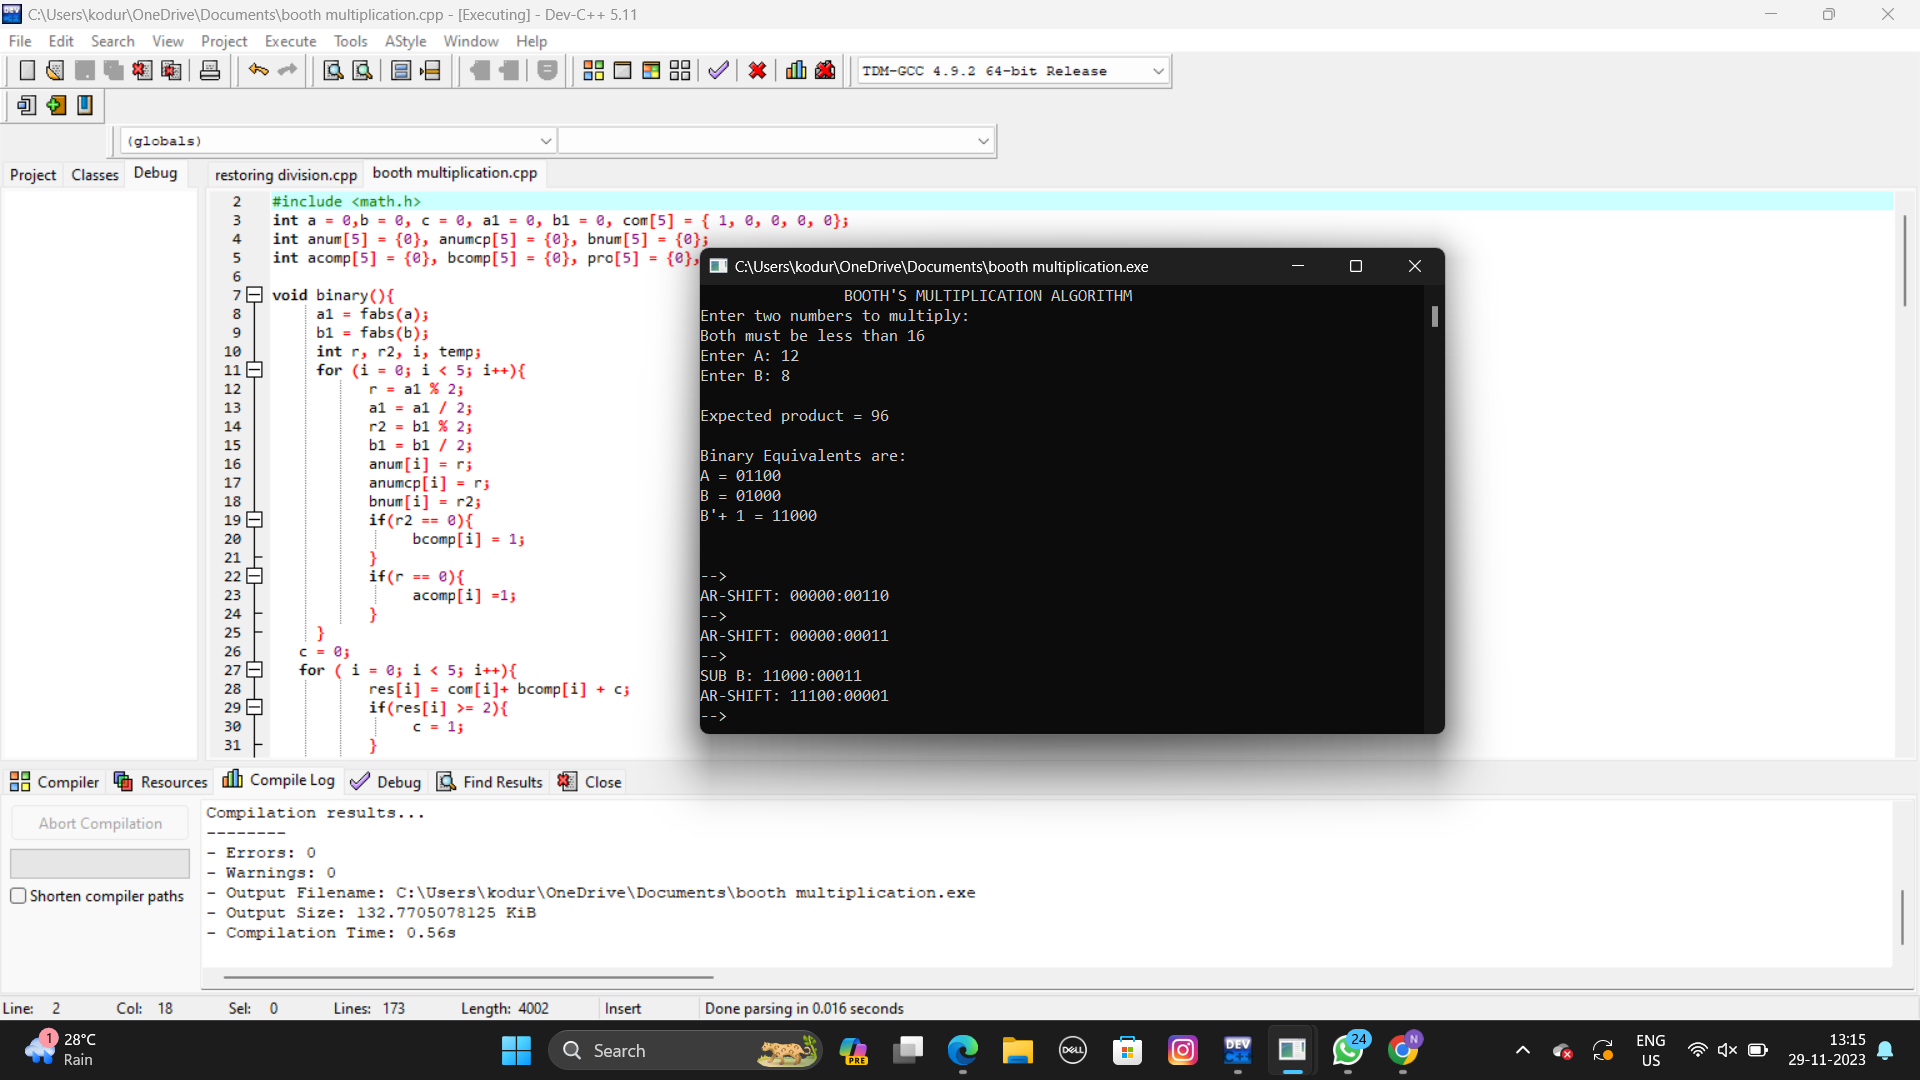 C:\Users\kodur\OneDrive\Documents\booth multiplication.cpp - [Executing] - Dev-C++ 5.11
File Edit Search View Project Execute Tools AStyle Window Help
TDM-GCC 4.9.2 64-bit Release
(globals)
Project Classes Debug
restoring division.cpp booth multiplication.cpp
2 #include <math.h>
3 int a = 0,b = 0, c = 0, a1 = 0, b1 = 0, com[5] = { 1, 0, 0, 0, 0};
4 int anum[5] = {0}, anumcp[5] = {0}, bnum[5] = {0};
5 int acomp[5] = {0}, bcomp[5] = {0}, pro[5] = {0},
6
7 void binary(){
8 a1 = fabs(a);
9 b1 = fabs(b);
10 int r, r2, i, temp;
11 for (i = 0; i < 5; i++){
12 r = a1 % 2;
13 a1 = a1 / 2;
14 r2 = b1 % 2;
15 b1 = b1 / 2;
16 anum[i] = r;
17 anumcp[i] = r;
18 bnum[i] = r2;
19 if(r2 == 0){
20 bcomp[i] = 1;
21 }
22 if(r == 0){
23 acomp[i] =1;
24 }
25 }
26 c = 0;
27 for ( i = 0; i < 5; i++){
28 res[i] = com[i]+ bcomp[i] + c;
29 if(res[i] >= 2){
30 c = 1;
31 }
C:\Users\kodur\OneDrive\Documents\booth multiplication.exe
BOOTH'S MULTIPLICATION ALGORITHM
Enter two numbers to multiply:
Both must be less than 16
Enter A: 12
Enter B: 8
Expected product = 96
Binary Equivalents are:
A = 01100
B = 01000
B'+ 1 = 11000
-->
AR-SHIFT: 00000:00110
-->
AR-SHIFT: 00000:00011
-->
SUB B: 11000:00011
AR-SHIFT: 11100:00001
-->
Compiler Resources Compile Log Debug Find Results Close
Abort Compilation
Shorten compiler paths
Compilation results...
--------
- Errors: 0
- Warnings: 0
- Output Filename: C:\Users\kodur\OneDrive\Documents\booth multiplication.exe
- Output Size: 132.7705078125 KiB
- Compilation Time: 0.56s
Line: 2 Col: 18 Sel: 0 Lines: 173 Length: 4002 Insert Done parsing in 0.016 seconds
1 28°C
Rain
Search
PRE
DELL
DEV
24
N
ENG
US
13:15
29-11-2023